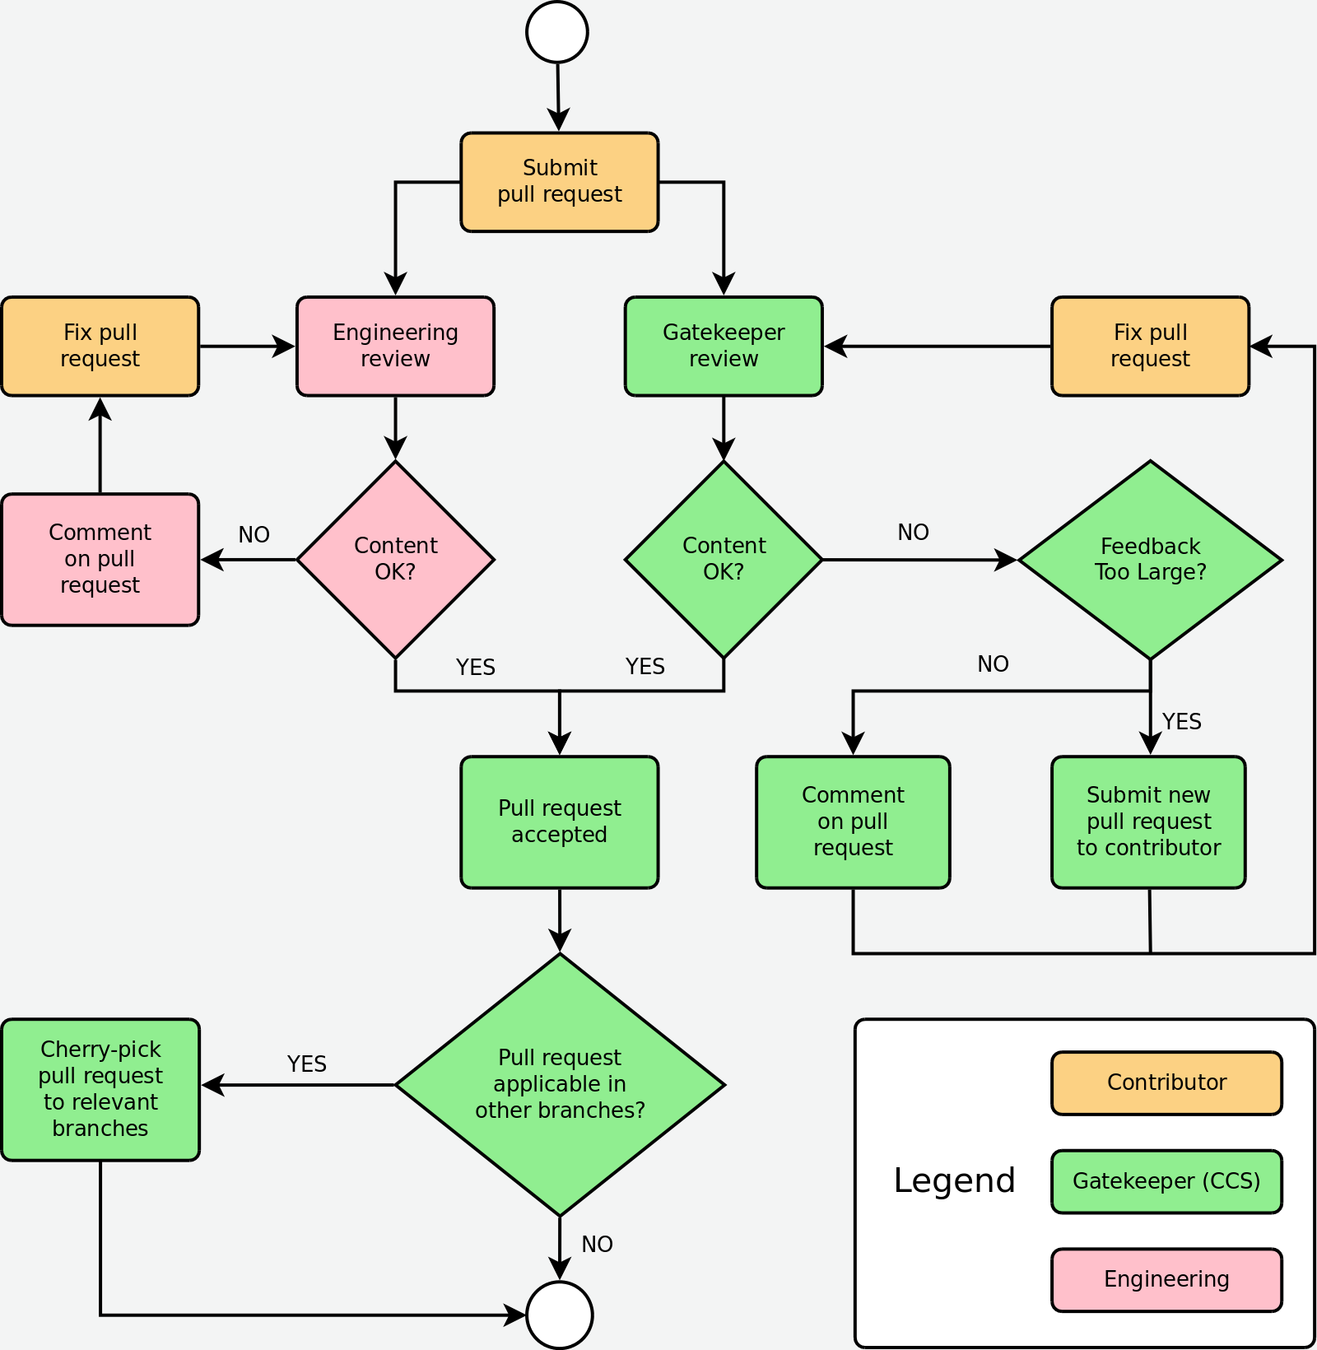 Submit
pull request
Fix pull
request
Engineering
review
Gatekeeper
review
Fix pull
request
Comment
on pull
request
NO
Content
OK?
Content
OK?
NO
Feedback
Too Large?
YES
YES
NO
YES
Pull request
accepted
Comment
on pull
request
Submit new
pull request
to contributor
Cherry-pick
pull request
to relevant
branches
YES
Pull request
applicable in
other branches?
NO
Legend
Contributor
Gatekeeper (CCS)
Engineering